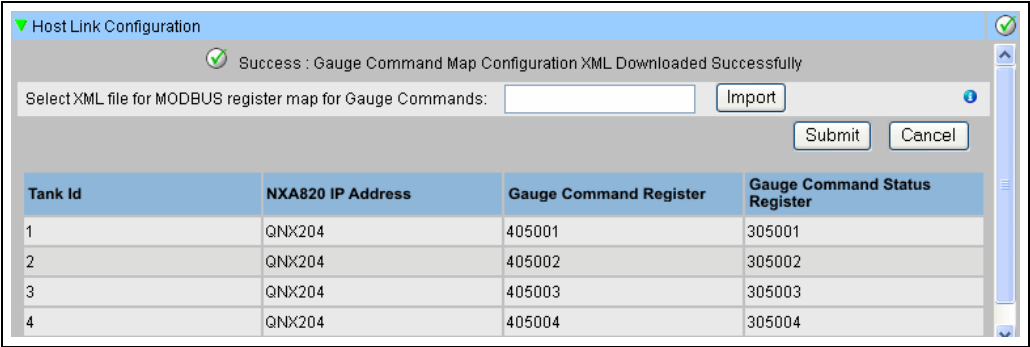 Host Link Configuration
Success : Gauge Command Map Configuration XML Downloaded Successfully
Select XML file for MODBUS register map for Gauge Commands: Import
Submit Cancel
Tank Id NXA820 IP Address Gauge Command Register Gauge Command Status Register
1 QNX204 405001 305001
2 QNX204 405002 305002
3 QNX204 405003 305003
4 QNX204 405004 305004